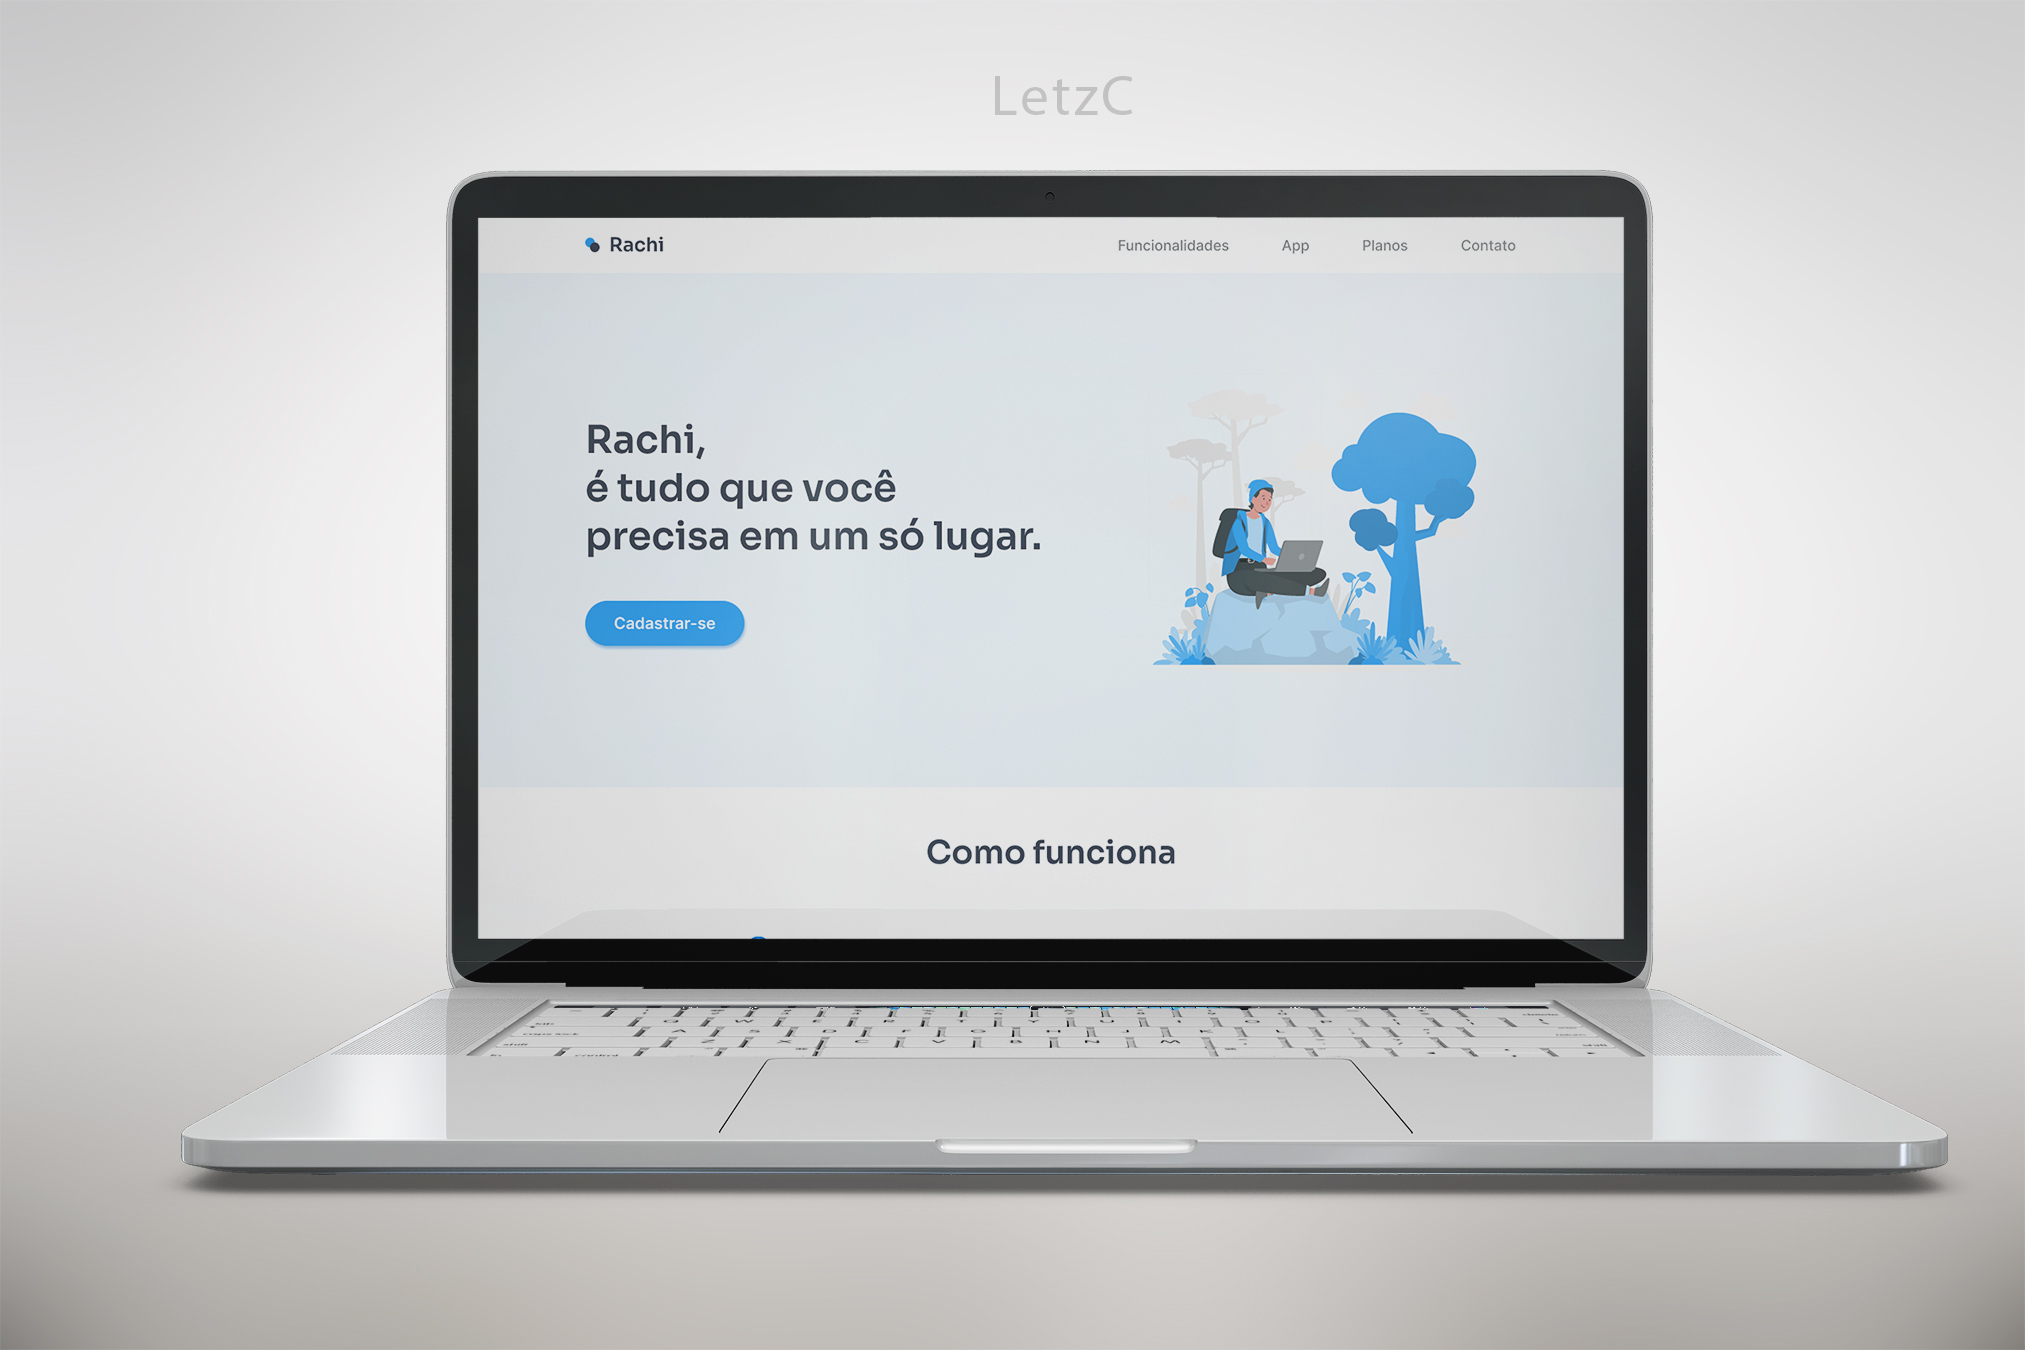 LetzC
Rachi
Funcionalidades App Planos Contato
Rachi,
é tudo que você
precisa em um só lugar.
Cadastrar-se
Como funciona